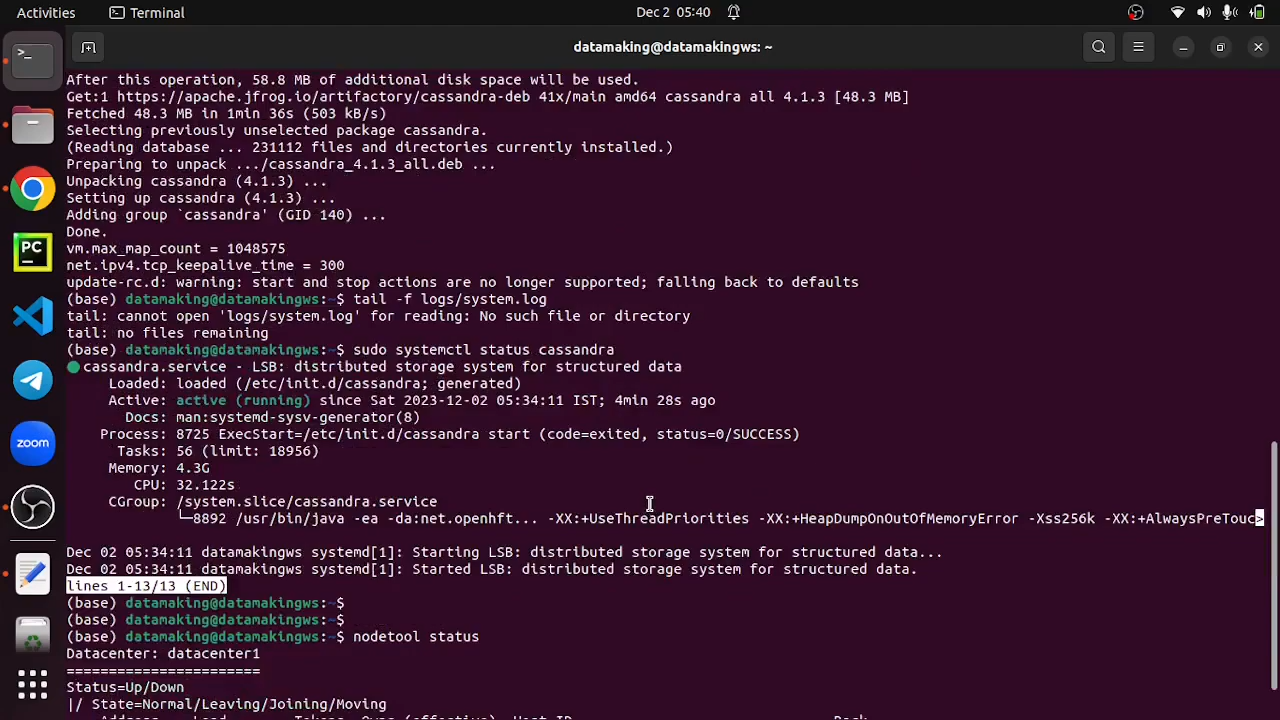 Activities
Terminal
Dec 2 05:40
datamaking@datamakingws: ~
After this operation, 58.8 MB of additional disk space will be used.
Get:1 https://apache.jfrog.io/artifactory/cassandra-deb 41x/main amd64 cassandra all 4.1.3 [48.3 MB]
Fetched 48.3 MB in 1min 36s (503 kB/s)
Selecting previously unselected package cassandra.
(Reading database ... 231112 files and directories currently installed.)
Preparing to unpack .../cassandra_4.1.3_all.deb ...
Unpacking cassandra (4.1.3) ...
Setting up cassandra (4.1.3) ...
Adding group `cassandra' (GID 140) ...
Done.
vm.max_map_count = 1048575
net.ipv4.tcp_keepalive_time = 300
update-rc.d: warning: start and stop actions are no longer supported; falling back to defaults
(base) datamaking@datamakingws:~$ tail -f logs/system.log
tail: cannot open 'logs/system.log' for reading: No such file or directory
tail: no files remaining
(base) datamaking@datamakingws:~$ sudo systemctl status cassandra
● cassandra.service - LSB: distributed storage system for structured data
Loaded: loaded (/etc/init.d/cassandra; generated)
Active: active (running) since Sat 2023-12-02 05:34:11 IST; 4min 28s ago
Docs: man:systemd-sysv-generator(8)
Process: 8725 ExecStart=/etc/init.d/cassandra start (code=exited, status=0/SUCCESS)
Tasks: 56 (limit: 18956)
Memory: 4.3G
CPU: 32.122s
CGroup: /system.slice/cassandra.service
└─8892 /usr/bin/java -ea -da:net.openhft... -XX:+UseThreadPriorities -XX:+HeapDumpOnOutOfMemoryError -Xss256k -XX:+AlwaysPreTouc>
Dec 02 05:34:11 datamakingws systemd[1]: Starting LSB: distributed storage system for structured data...
Dec 02 05:34:11 datamakingws systemd[1]: Started LSB: distributed storage system for structured data.
lines 1-13/13 (END)
(base) datamaking@datamakingws:~$
(base) datamaking@datamakingws:~$
(base) datamaking@datamakingws:~$ nodetool status
Datacenter: datacenter1
=======================
Status=Up/Down
|/ State=Normal/Leaving/Joining/Moving
PC
zoom